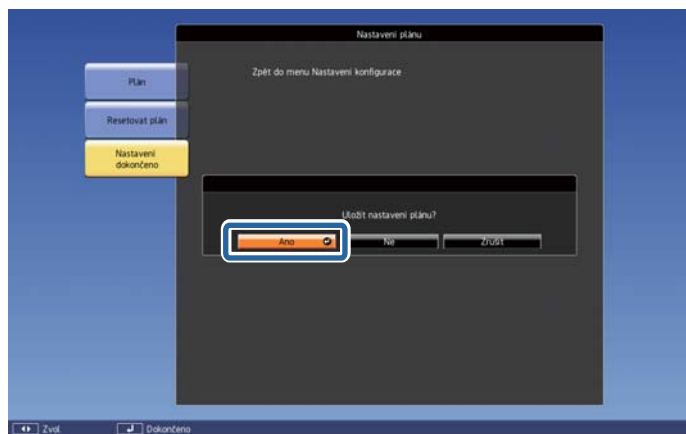 Nastavení plánu
Zpět do menu Nastavení konfigurace
Plán
Resetovat plán
Nastavení
dokončeno
Uložit nastavení plánu?
Ano Ne Zrušit
Zvol. Dokončeno